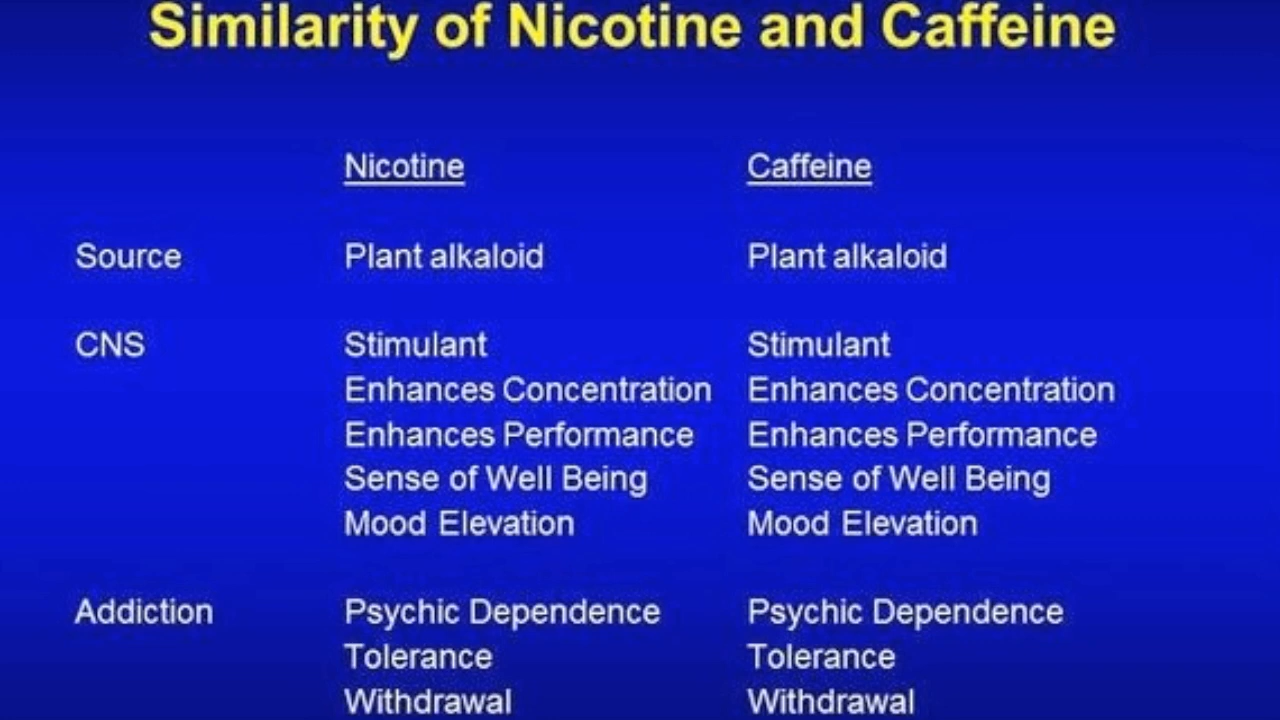 Similarity of Nicotine and Caffeine
Nicotine Caffeine
Source Plant alkaloid Plant alkaloid
CNS Stimulant Stimulant
Enhances Concentration Enhances Concentration
Enhances Performance Enhances Performance
Sense of Well Being Sense of Well Being
Mood Elevation Mood Elevation
Addiction Psychic Dependence Psychic Dependence
Tolerance Tolerance
Withdrawal Withdrawal